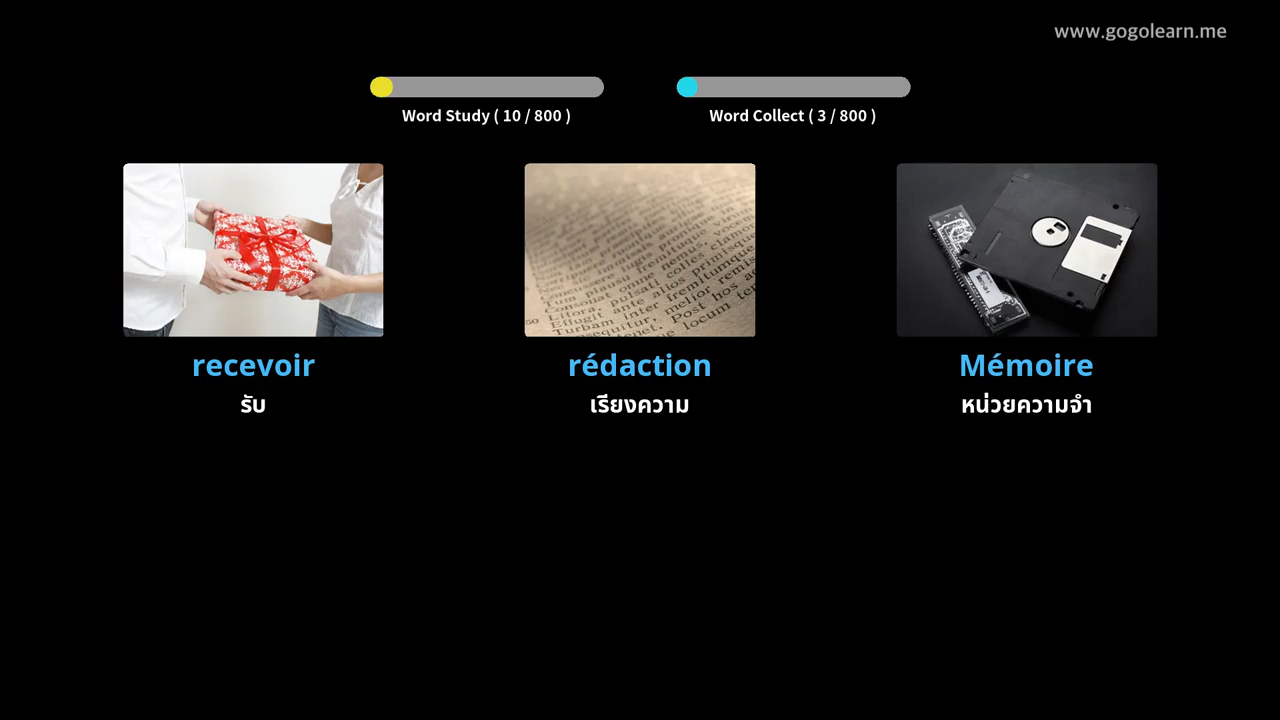 www.gogolearn.me
Word Study ( 10 / 800 )
Word Collect ( 3 / 800 )
recevoir
rédaction
Mémoire
รับ
เรียงความ
หน่วยความจำ